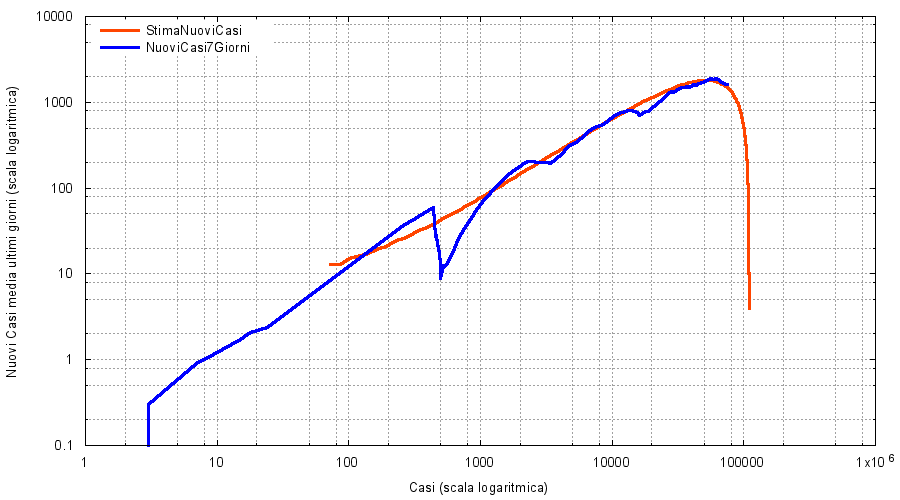 10000
1000
100
10
1
0.1
StimaNuoviCasi
NuoviCasi7Giorni
Nuovi Casi media ultimi giorni (scala logaritmica)
1 10 100 1000 10000 100000 1x10 6
Casi (scala logaritmica)